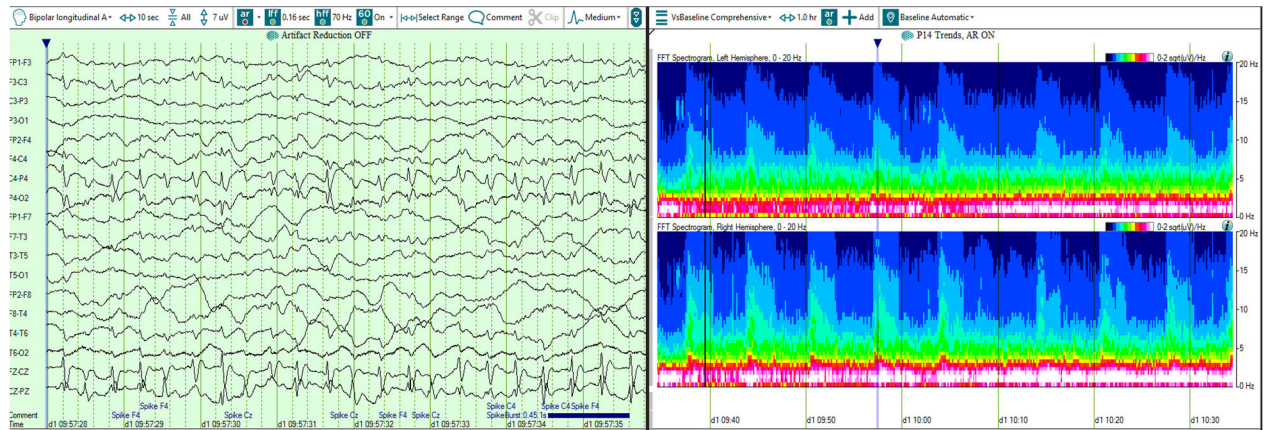 Bipolar longitudinal A 10 sec All 7 uV ar lff 0.16 sec hff 70 Hz 60 On Select Range Comment Clip Medium
Artifact Reduction OFF
FP1-F3
F3-C3
C3-P3
P3-O1
FP2-F4
F4-C4
C4-P4
P4-O2
FP1-F7
F7-T3
T3-T5
T5-O1
FP2-F8
F8-T4
T4-T6
T6-O2
FZ-CZ
CZ-PZ
Spike F4 Spike C4 Spike C4 Spike F4
Comment Spike F4 Spike Cz Spike Cz Spike F4 Spike Cz SpikeBurst:0.45:1s
Time d1 09:57:28 d1 09:57:29 d1 09:57:30 d1 09:57:31 d1 09:57:32 d1 09:57:33 d1 09:57:34 d1 09:57:35
VsBaseline Comprehensive 1.0 hr ar Add Baseline Automatic
P14 Trends, AR ON
FFT Spectrogram, Left Hemisphere, 0 - 20 Hz 0-2 sqrt(uV)/Hz
20 Hz
15
10
5
0 Hz
FFT Spectrogram, Right Hemisphere, 0 - 20 Hz 0-2 sqrt(uV)/Hz
20 Hz
15
10
5
0 Hz
d1 09:40 d1 09:50 d1 10:00 d1 10:10 d1 10:20 d1 10:30